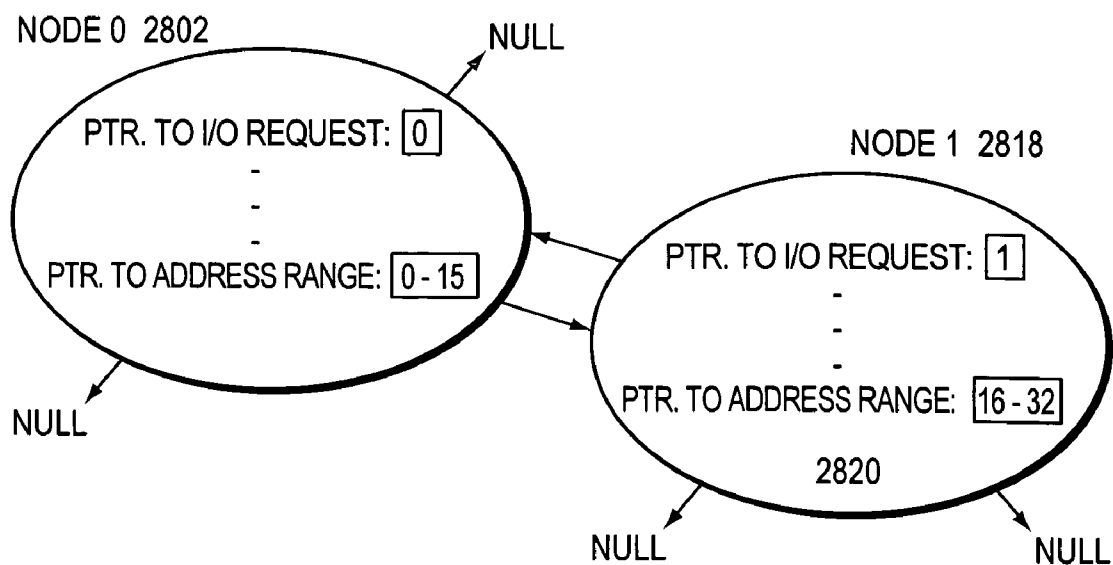 NODE 0 2802
NULL
PTR. TO I/O REQUEST: 0
-
-
-
PTR. TO ADDRESS RANGE: 0-15
NULL
NODE 1 2818
PTR. TO I/O REQUEST: 1
-
-
-
PTR. TO ADDRESS RANGE: 16-32
2820
NULL
NULL